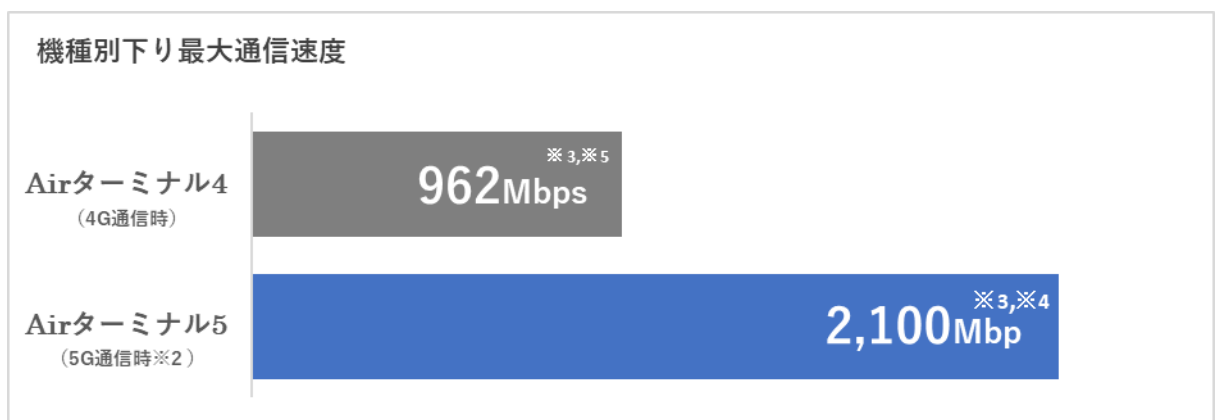 機種別下り最大通信速度
※3,※5
Airターミナル4
962Mbps
（4G通信時）
※3,※4
Airターミナル5
2,100Mbp
（5G通信時※2 ）